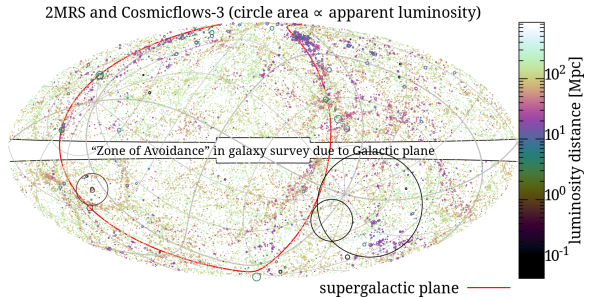 2MRS and Cosmicflows-3 (circle area ∝ apparent luminosity)
"Zone of Avoidance" in galaxy survey due to Galactic plane
10²
10¹
10⁰
10⁻¹
luminosity distance [Mpc]
supergalactic plane